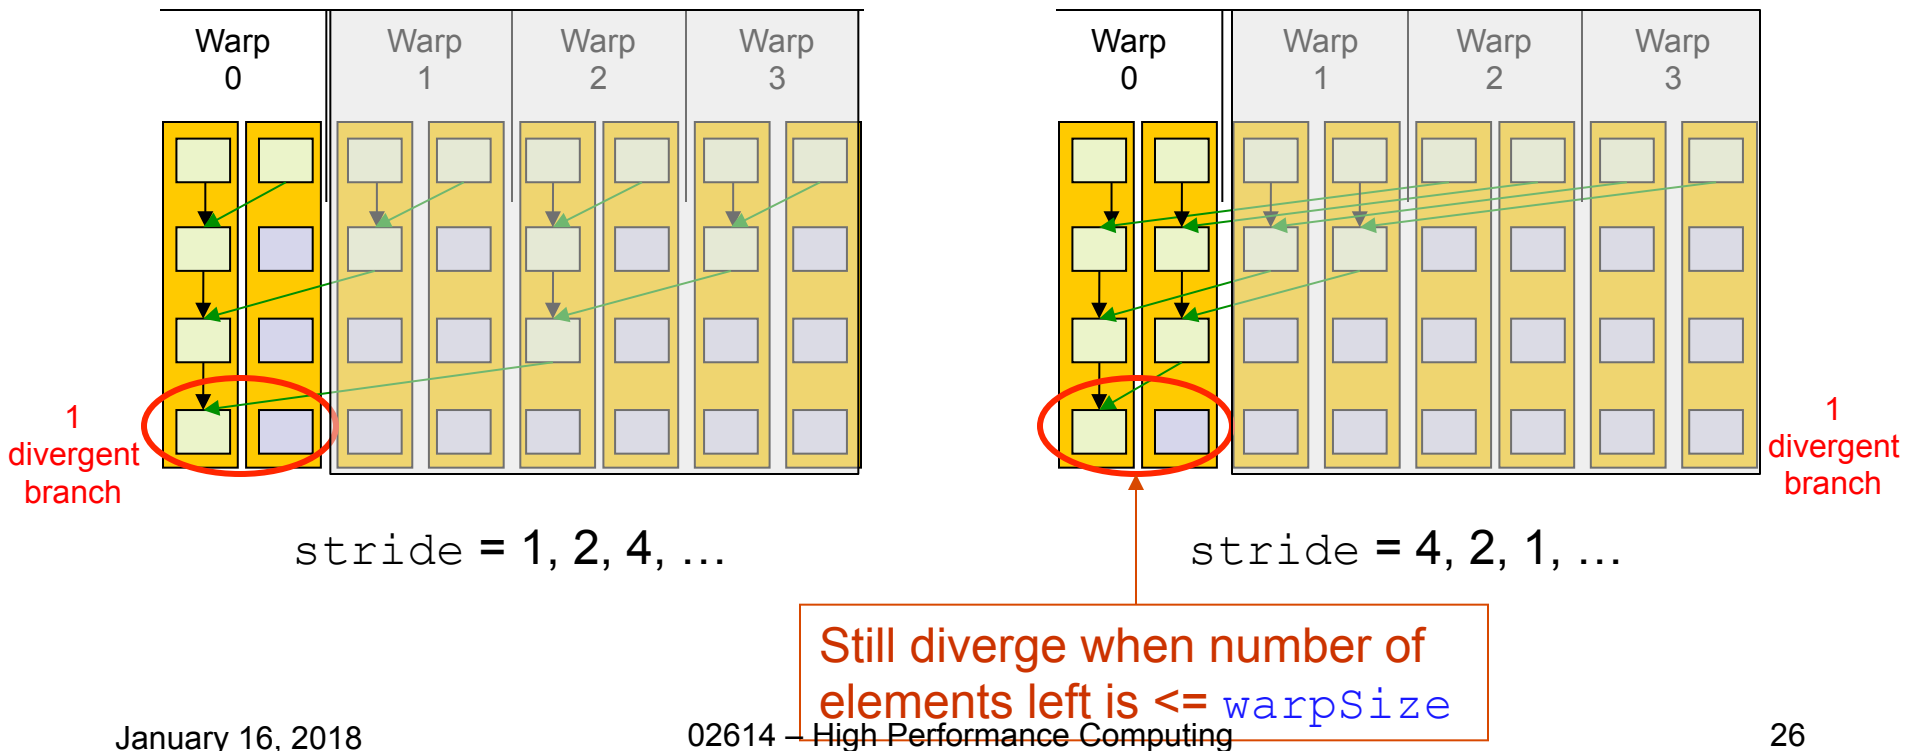 Warp Warp Warp Warp
0 1 2 3
Warp Warp Warp Warp
0 1 2 3
1
divergent
branch
1
divergent
branch
stride = 1, 2, 4, …
stride = 4, 2, 1, …
Still diverge when number of
elements left is <= warpSize
January 16, 2018
02614 – High Performance Computing
26